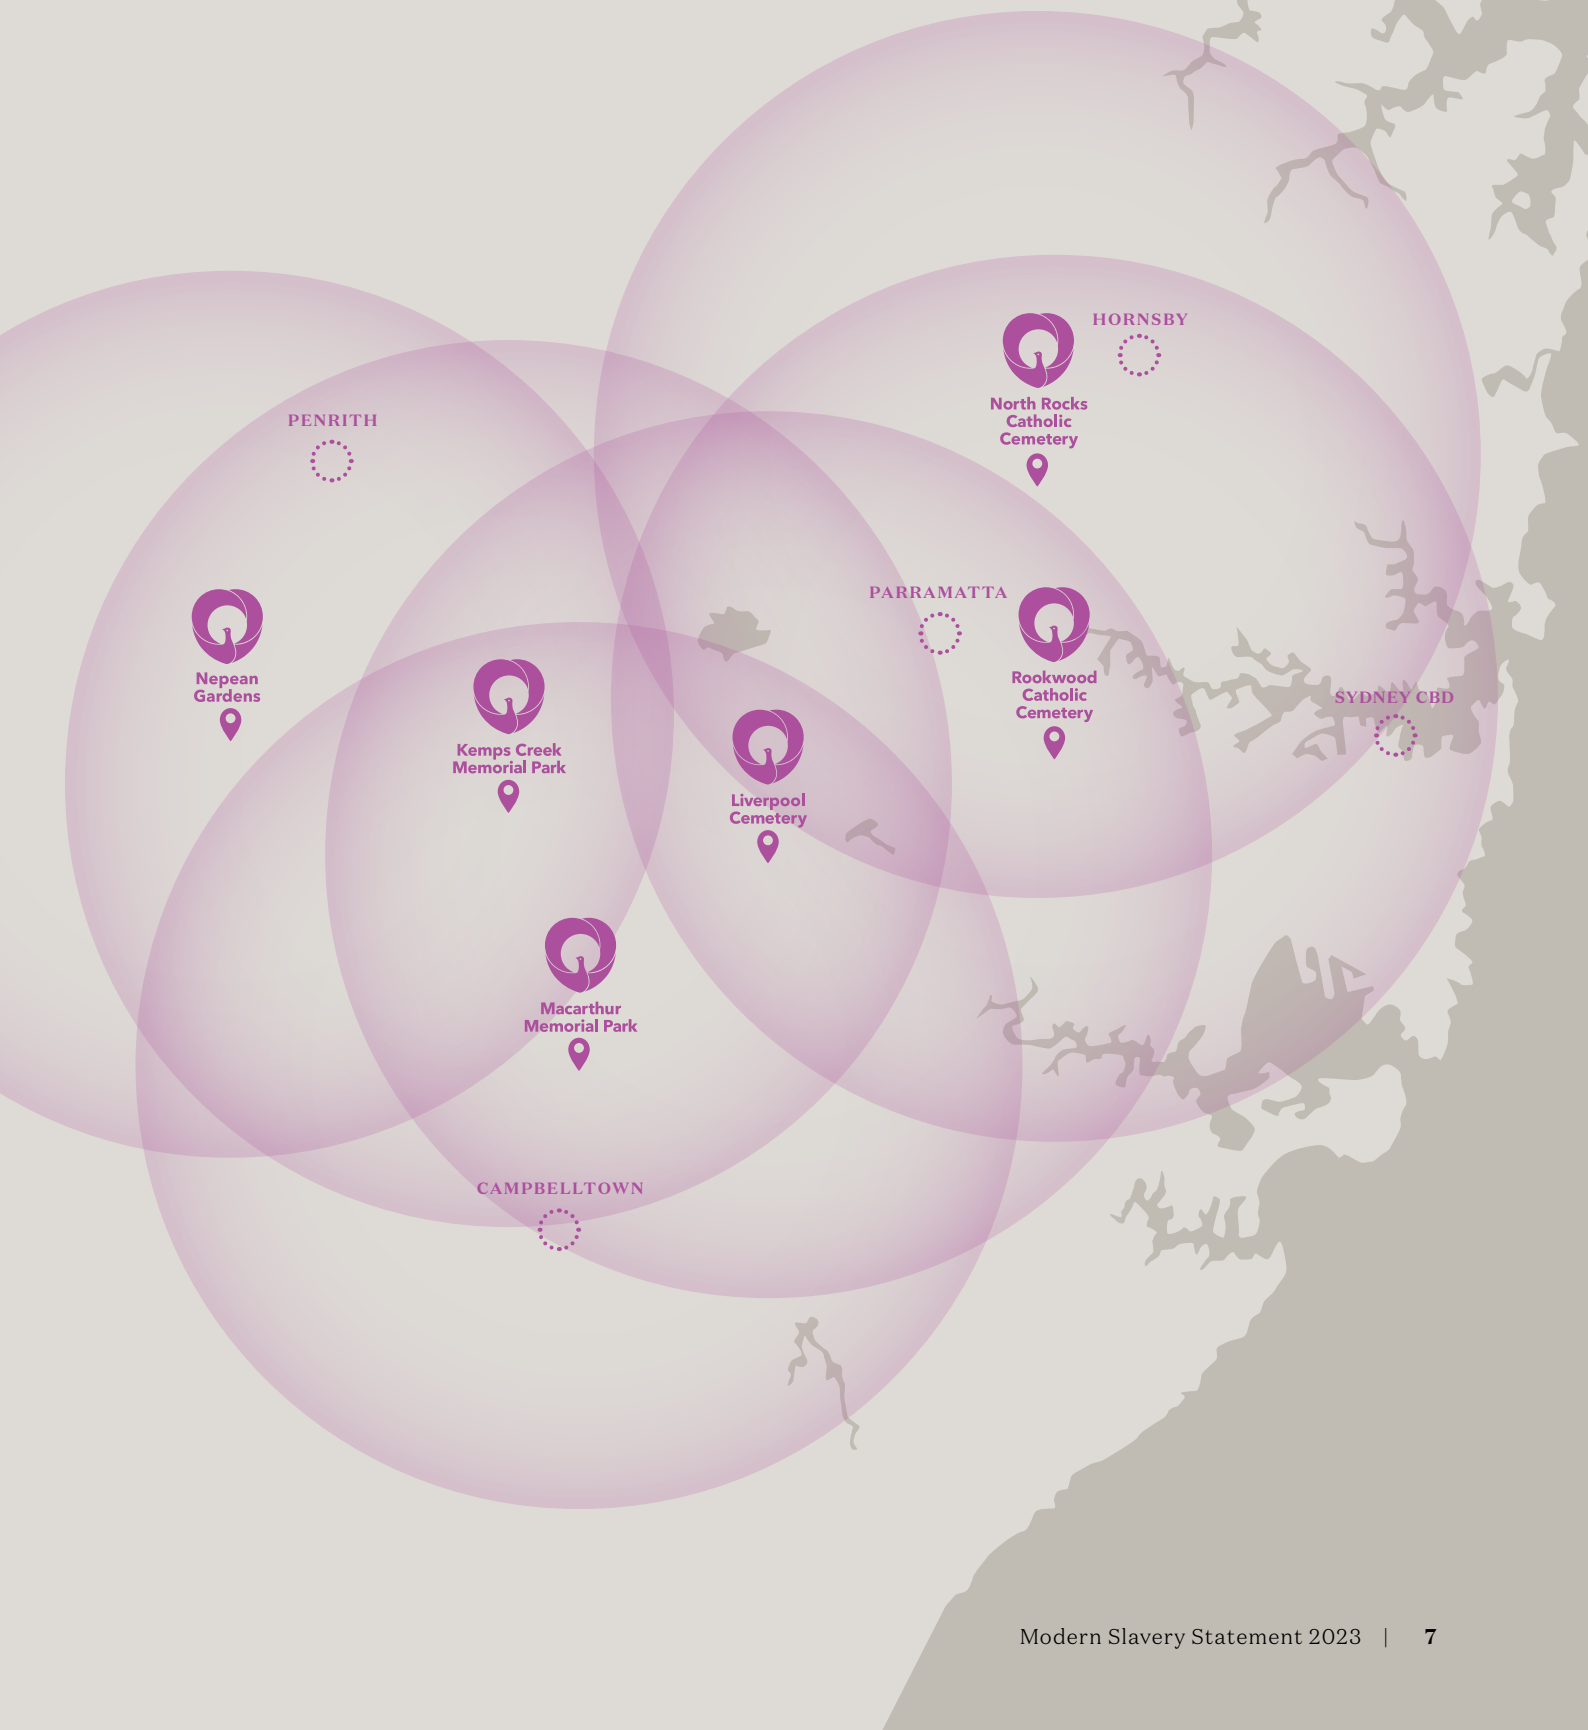 HORNSBY
North Rocks
Catholic
Cemetery
PENRITH
PARRAMATTA
Nepean
Gardens
Rookwood
Catholic
Cemetery
SYDNEY CBD
Kemps Creek
Memorial Park
Liverpool
Cemetery
Macarthur
Memorial Park
CAMPBELLTOWN
Modern Slavery Statement 2023 | 7